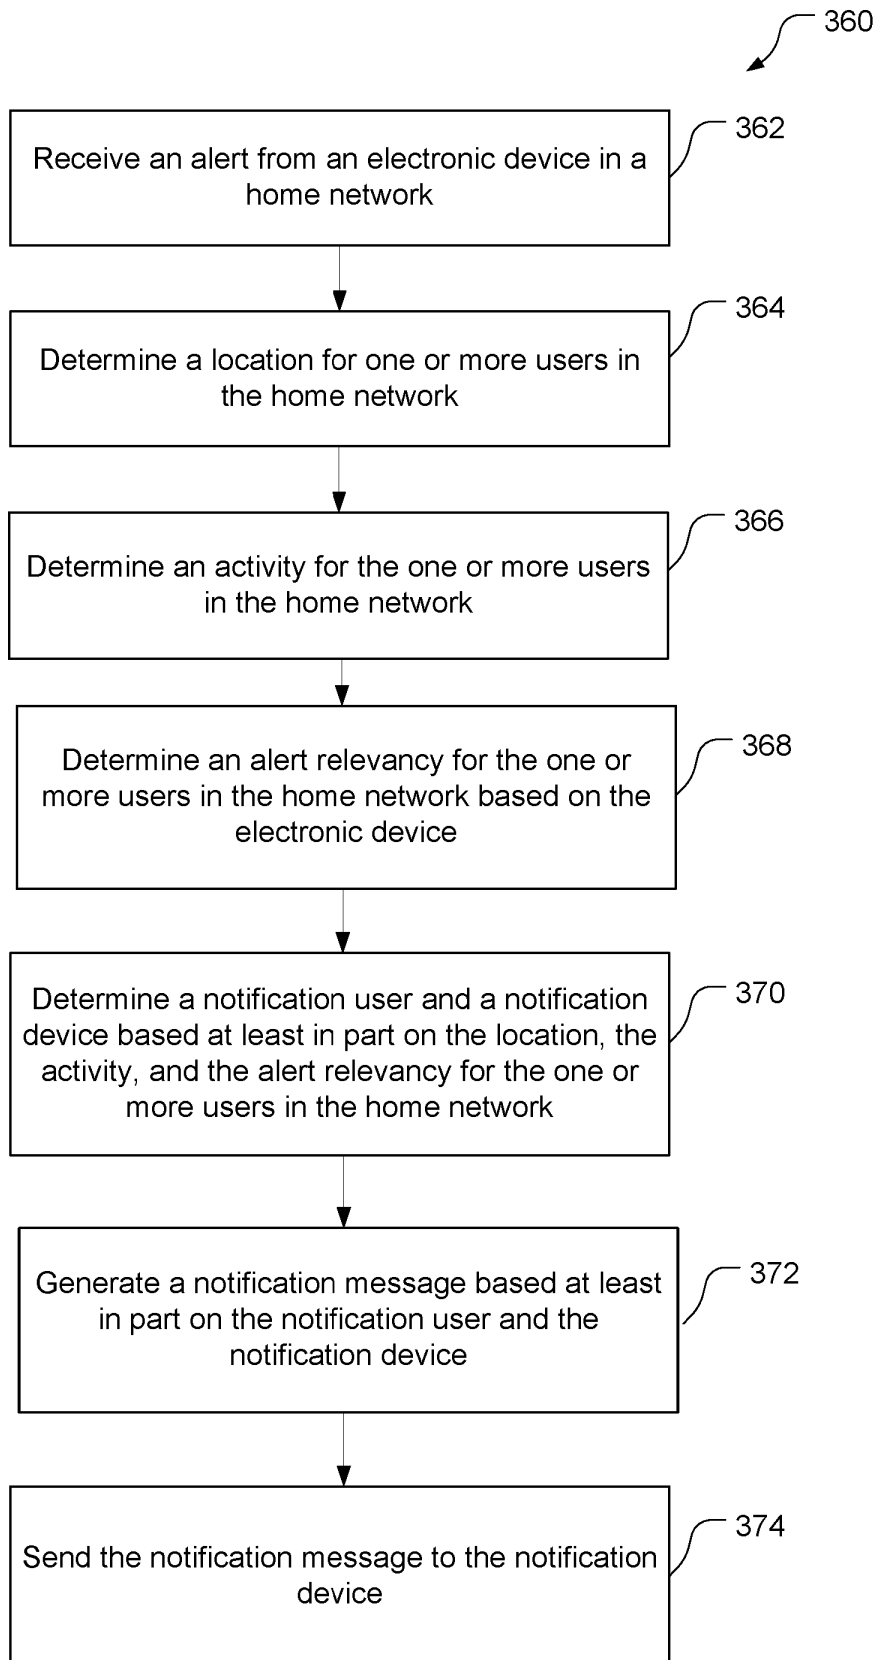 360
362
Receive an alert from an electronic device in a
home network
364
Determine a location for one or more users in
the home network
366
Determine an activity for the one or more users
in the home network
368
Determine an alert relevancy for the one or
more users in the home network based on the
electronic device
370
Determine a notification user and a notification
device based at least in part on the location, the
activity, and the alert relevancy for the one or
more users in the home network
372
Generate a notification message based at least
in part on the notification user and the
notification device
374
Send the notification message to the notification
device